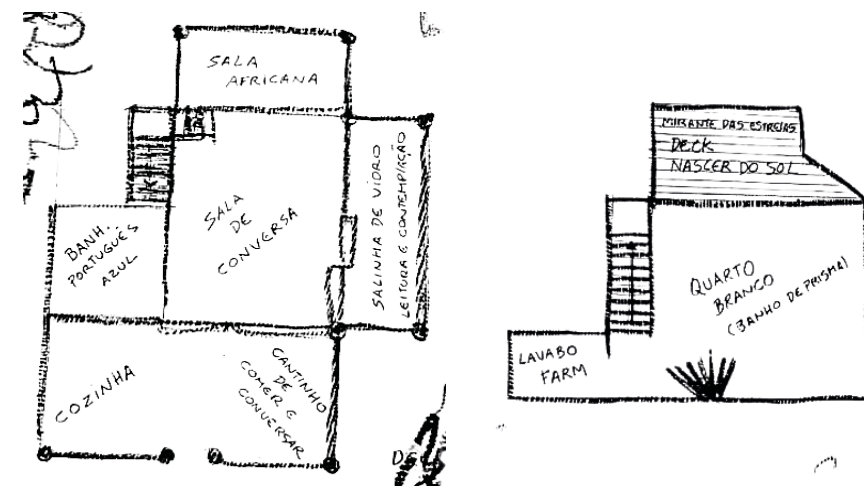 SALA
AFRICANA
SALA
DE
CONVERSA
SALINHA DE VIDRO
LEITURA E CONTEMPLAÇÃO
BANH.
PORTUGUÊS
AZUL
COZINHA
CANTINHO
DE
COMER E
CONVERSAR
MIRANTE DAS ESTRELAS
DECK
NASCER DO SOL
QUARTO
BRANCO
(BANHO DE PRISMA)
LAVABO
FARM